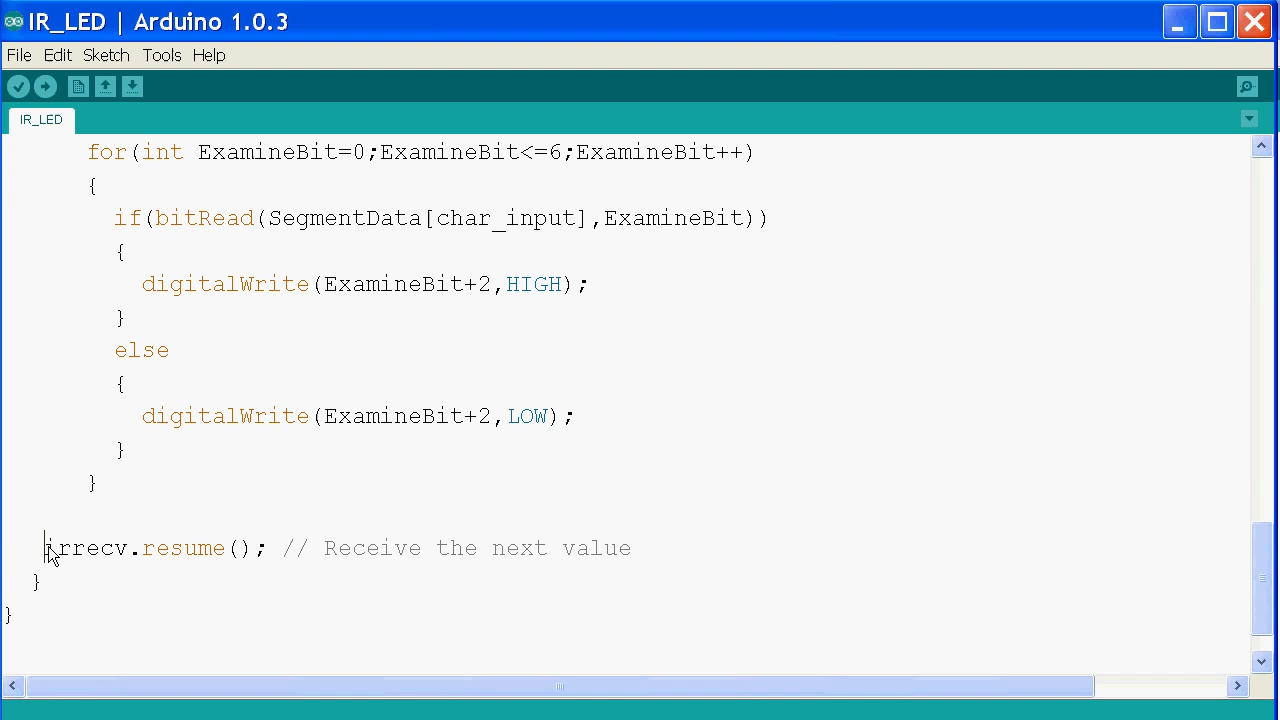 IR_LED | Arduino 1.0.3
File Edit Sketch Tools Help
IR_LED
for(int ExamineBit=0;ExamineBit<=6;ExamineBit++)
{
if(bitRead(SegmentData[char_input],ExamineBit))
{
digitalWrite(ExamineBit+2,HIGH);
}
else
{
digitalWrite(ExamineBit+2,LOW);
}
}
irrecv.resume(); // Receive the next value
}
}